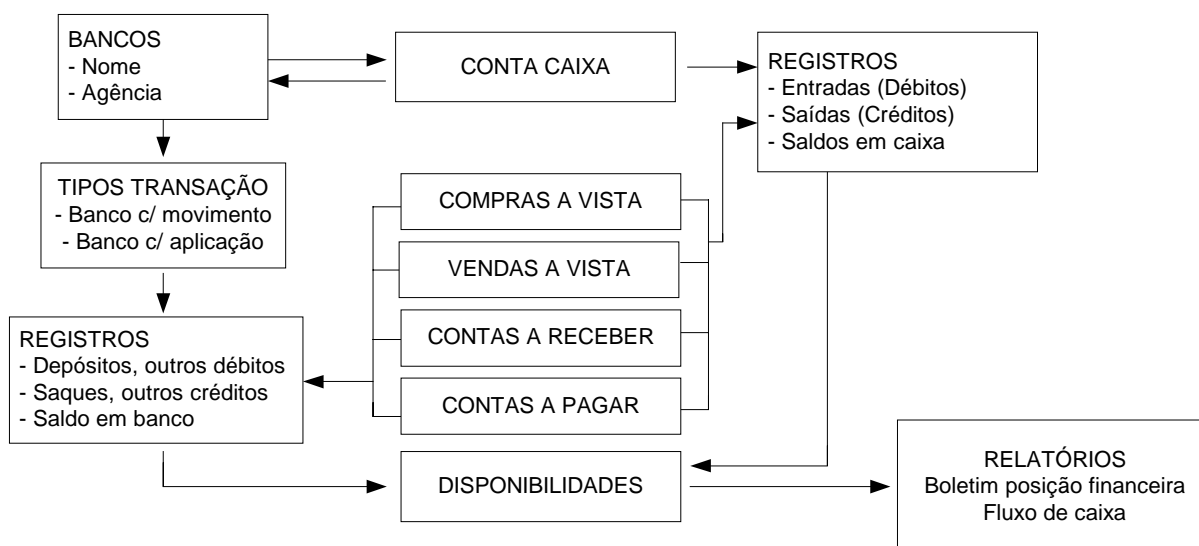 BANCOS
- Nome
- Agência
CONTA CAIXA
REGISTROS
- Entradas (Débitos)
- Saídas (Créditos)
- Saldos em caixa
TIPOS TRANSAÇÃO
- Banco c/ movimento
- Banco c/ aplicação
COMPRAS A VISTA
VENDAS A VISTA
CONTAS A RECEBER
CONTAS A PAGAR
REGISTROS
- Depósitos, outros débitos
- Saques, outros créditos
- Saldo em banco
DISPONIBILIDADES
RELATÓRIOS
Boletim posição financeira
Fluxo de caixa